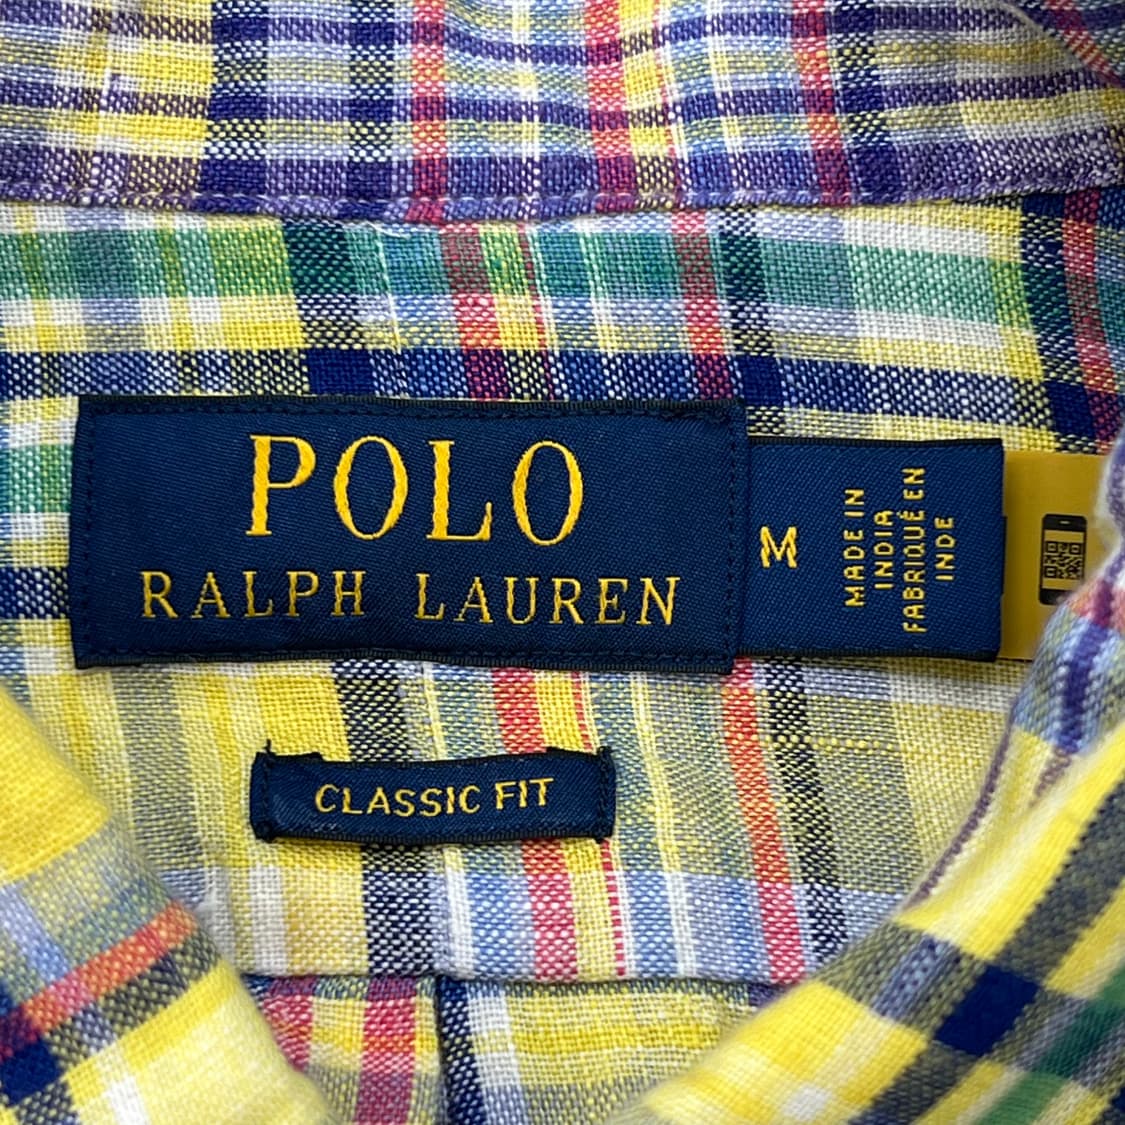 POLO
RALPH LAUREN
M
MADE IN
INDIA
FABRIQUÉ EN
INDE
CLASSIC FIT